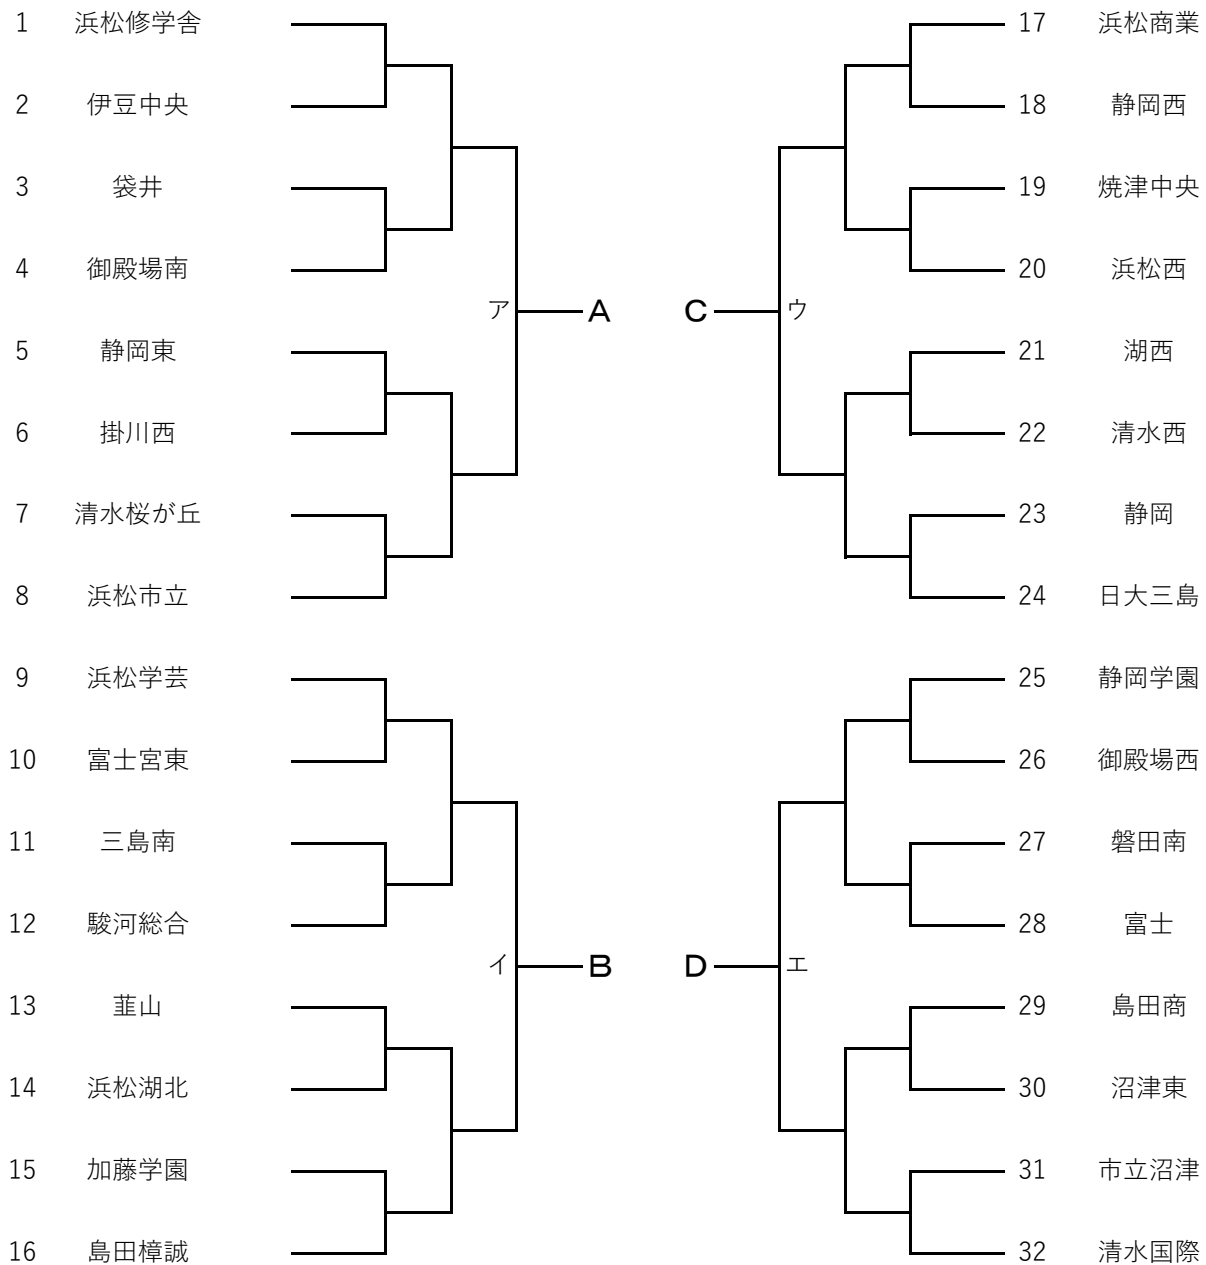 1 浜松修学舎
2 伊豆中央
3 袋井
4 御殿場南
ア A
5 静岡東
6 掛川西
7 清水桜が丘
8 浜松市立
9 浜松学芸
10 富士宮東
11 三島南
12 駿河総合
イ B
13 韮山
14 浜松湖北
15 加藤学園
16 島田樟誠
17 浜松商業
18 静岡西
19 焼津中央
20 浜松西
C ウ
21 湖西
22 清水西
23 静岡
24 日大三島
25 静岡学園
26 御殿場西
27 磐田南
28 富士
D エ
29 島田商
30 沼津東
31 市立沼津
32 清水国際